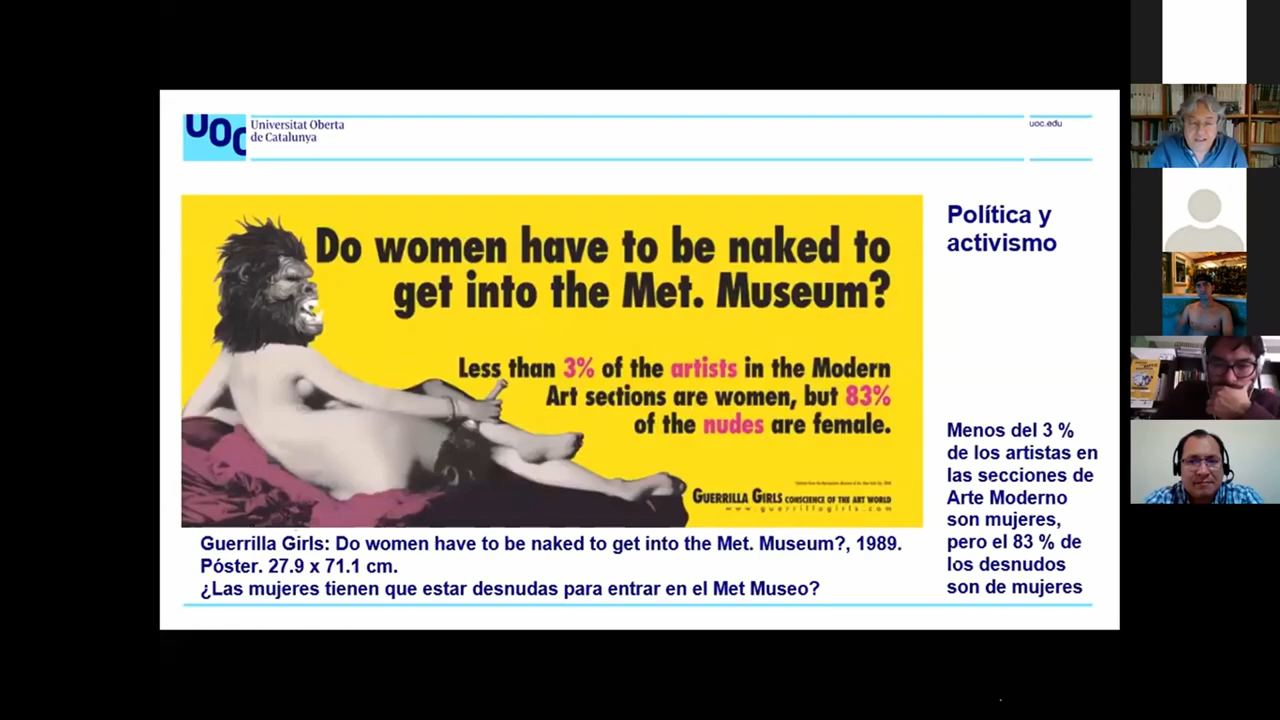 UOC
Universitat Oberta
de Catalunya
uoc.edu
Do women have to be naked to
get into the Met. Museum?
Less than 3% of the artists in the Modern
Art sections are women, but 83%
of the nudes are female.
GUERRILLA GIRLS CONSCIENCE OF THE ART WORLD
www.guerrillagirls.com
Guerrilla Girls: Do women have to be naked to get into the Met. Museum?, 1989.
Póster. 27.9 x 71.1 cm.
¿Las mujeres tienen que estar desnudas para entrar en el Met Museo?
Política y
activismo
Menos del 3 %
de los artistas en
las secciones de
Arte Moderno
son mujeres,
pero el 83 % de
los desnudos
son de mujeres